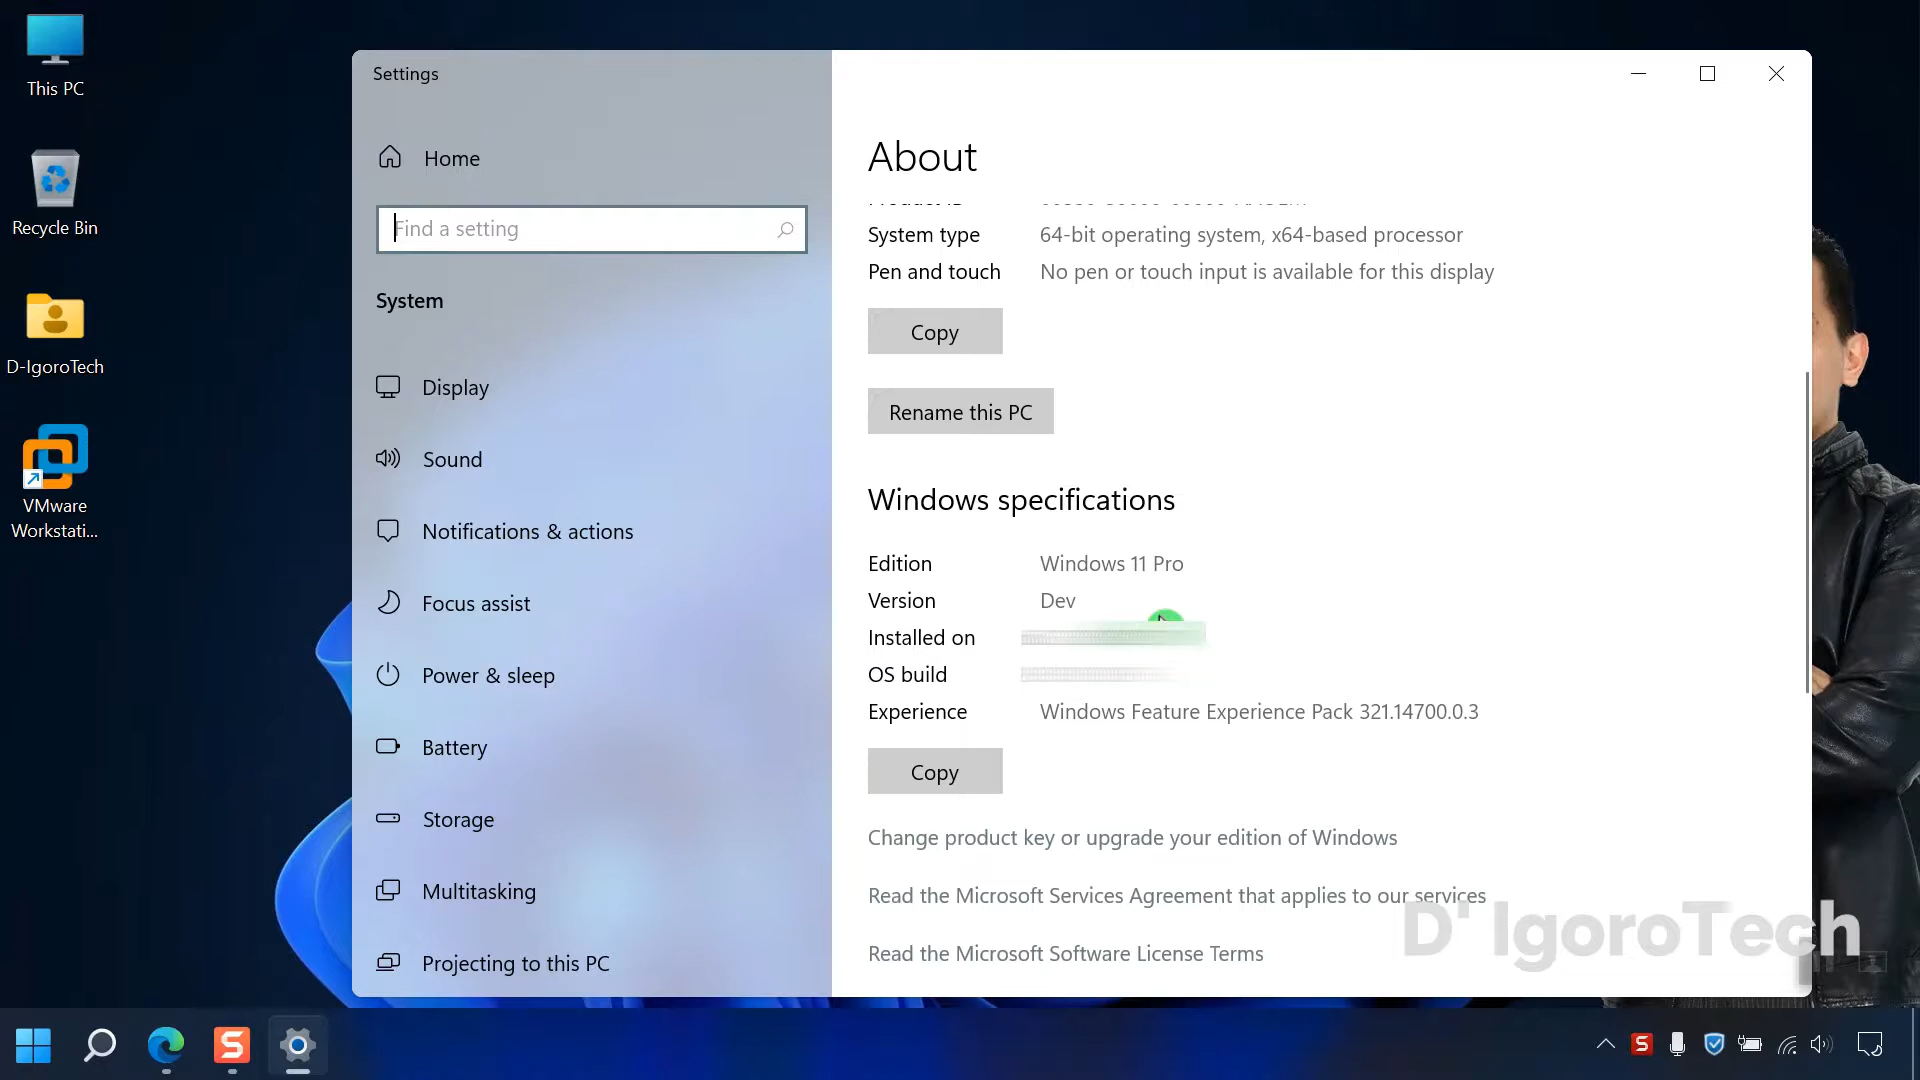 This PC
Recycle Bin
D-IgoroTech
VMware
Workstati...
Settings
Home
Find a setting
System
Display
Sound
Notifications & actions
Focus assist
Power & sleep
Battery
Storage
Multitasking
Projecting to this PC
About
System type 64-bit operating system, x64-based processor
Pen and touch No pen or touch input is available for this display
Copy
Rename this PC
Windows specifications
Edition Windows 11 Pro
Version Dev
Installed on
OS build
Experience Windows Feature Experience Pack 321.14700.0.3
Copy
Change product key or upgrade your edition of Windows
Read the Microsoft Services Agreement that applies to our services
Read the Microsoft Software License Terms
D' IgoroTech